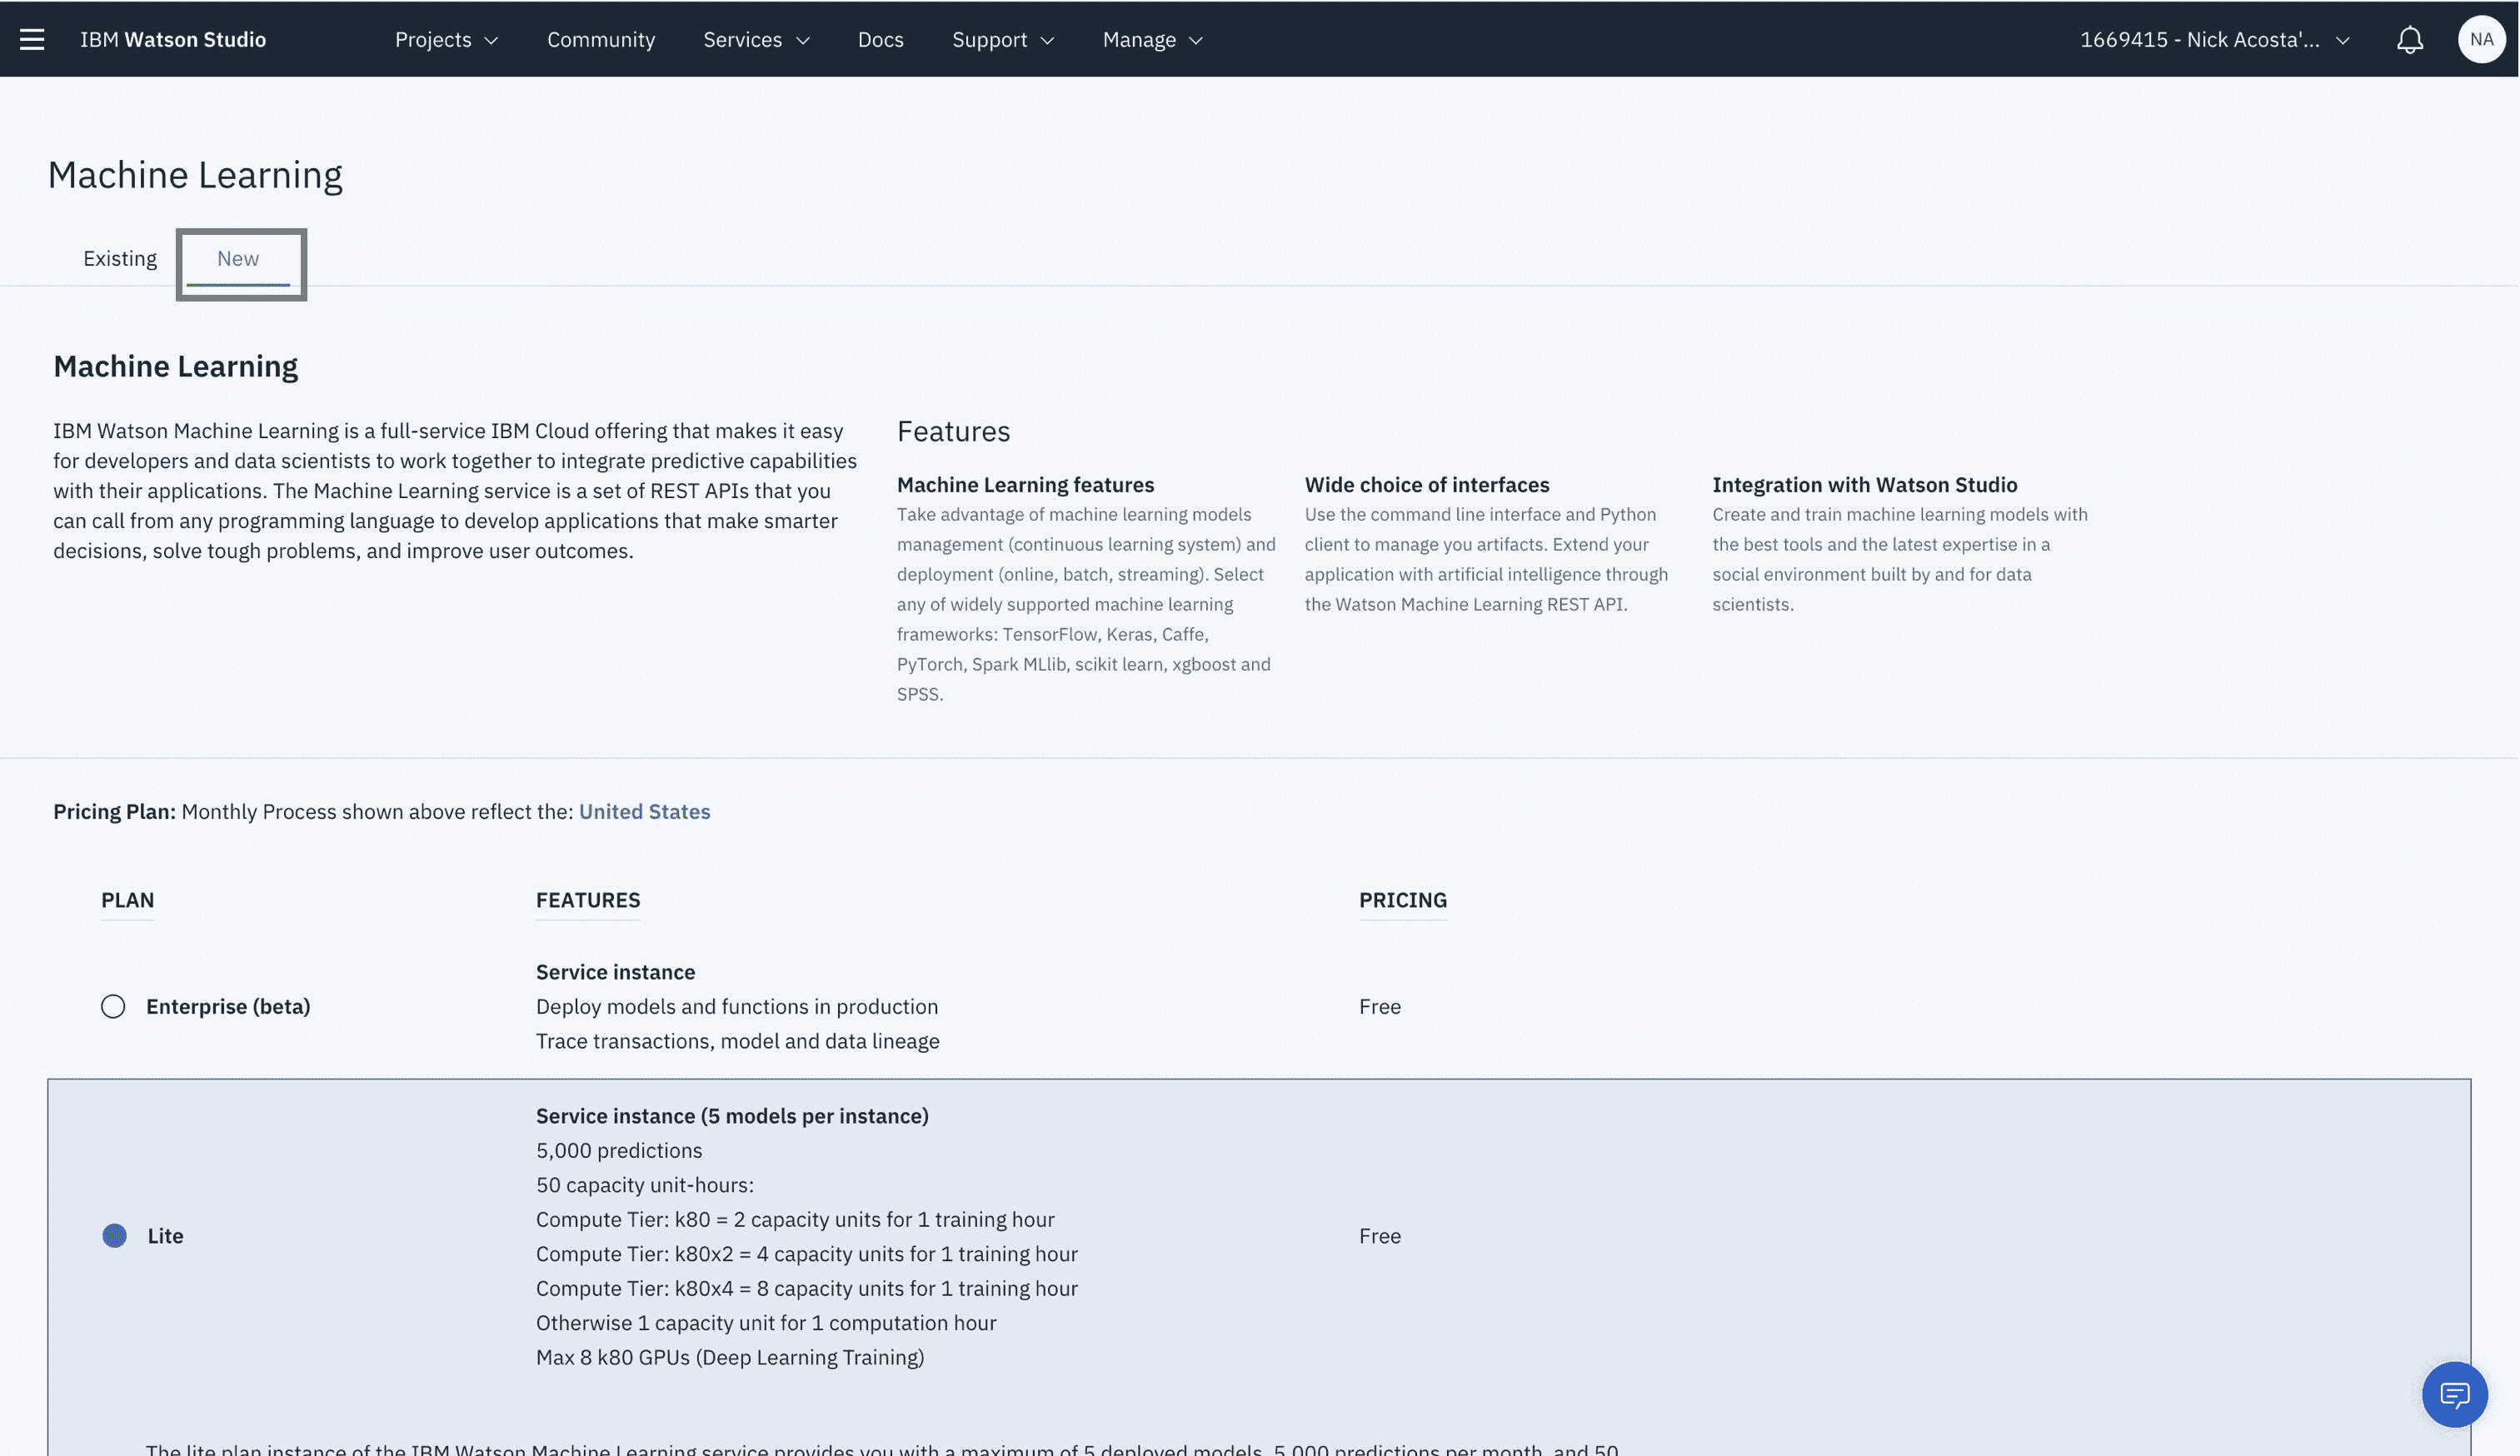 IBM Watson Studio Projects Community Services Docs Support Manage 1669415 - Nick Acosta'... NA
Machine Learning
Existing New
Machine Learning
IBM Watson Machine Learning is a full-service IBM Cloud offering that makes it easy
for developers and data scientists to work together to integrate predictive capabilities
with their applications. The Machine Learning service is a set of REST APIs that you
can call from any programming language to develop applications that make smarter
decisions, solve tough problems, and improve user outcomes.
Features
Machine Learning features
Take advantage of machine learning models
management (continuous learning system) and
deployment (online, batch, streaming). Select
any of widely supported machine learning
frameworks: TensorFlow, Keras, Caffe,
PyTorch, Spark MLlib, scikit learn, xgboost and
SPSS.
Wide choice of interfaces
Use the command line interface and Python
client to manage you artifacts. Extend your
application with artificial intelligence through
the Watson Machine Learning REST API.
Integration with Watson Studio
Create and train machine learning models with
the best tools and the latest expertise in a
social environment built by and for data
scientists.
Pricing Plan: Monthly Process shown above reflect the: United States
PLAN FEATURES PRICING
Service instance
Enterprise (beta) Deploy models and functions in production Free
Trace transactions, model and data lineage
Service instance (5 models per instance)
5,000 predictions
50 capacity unit-hours:
Compute Tier: k80 = 2 capacity units for 1 training hour
Lite Free
Compute Tier: k80x2 = 4 capacity units for 1 training hour
Compute Tier: k80x4 = 8 capacity units for 1 training hour
Otherwise 1 capacity unit for 1 computation hour
Max 8 k80 GPUs (Deep Learning Training)
The lite plan instance of the IBM Watson Machine Learning service provides you with a maximum of 5 deployed models, 5,000 predictions per month, and 50